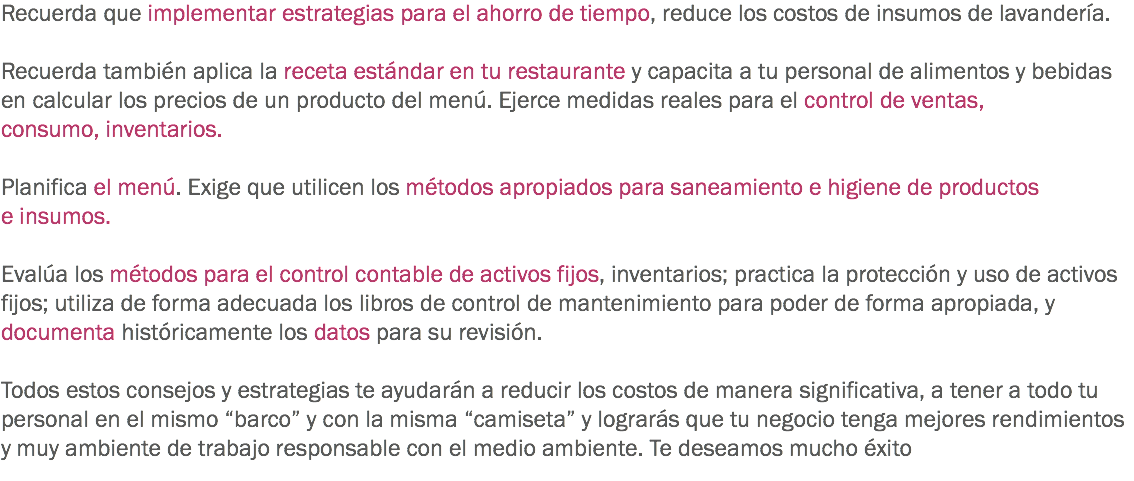 Recuerda que implementar estrategias para el ahorro de tiempo, reduce los costos de insumos de lavandería.
Recuerda también aplica la receta estándar en tu restaurante y capacita a tu personal de alimentos y bebidas
en calcular los precios de un producto del menú. Ejerce medidas reales para el control de ventas,
consumo, inventarios.
Planifica el menú. Exige que utilicen los métodos apropiados para saneamiento e higiene de productos
e insumos.
Evalúa los métodos para el control contable de activos fijos, inventarios; practica la protección y uso de activos
fijos; utiliza de forma adecuada los libros de control de mantenimiento para poder de forma apropiada, y
documenta históricamente los datos para su revisión.
Todos estos consejos y estrategias te ayudarán a reducir los costos de manera significativa, a tener a todo tu
personal en el mismo “barco” y con la misma “camiseta” y lograrás que tu negocio tenga mejores rendimientos
y muy ambiente de trabajo responsable con el medio ambiente. Te deseamos mucho éxito